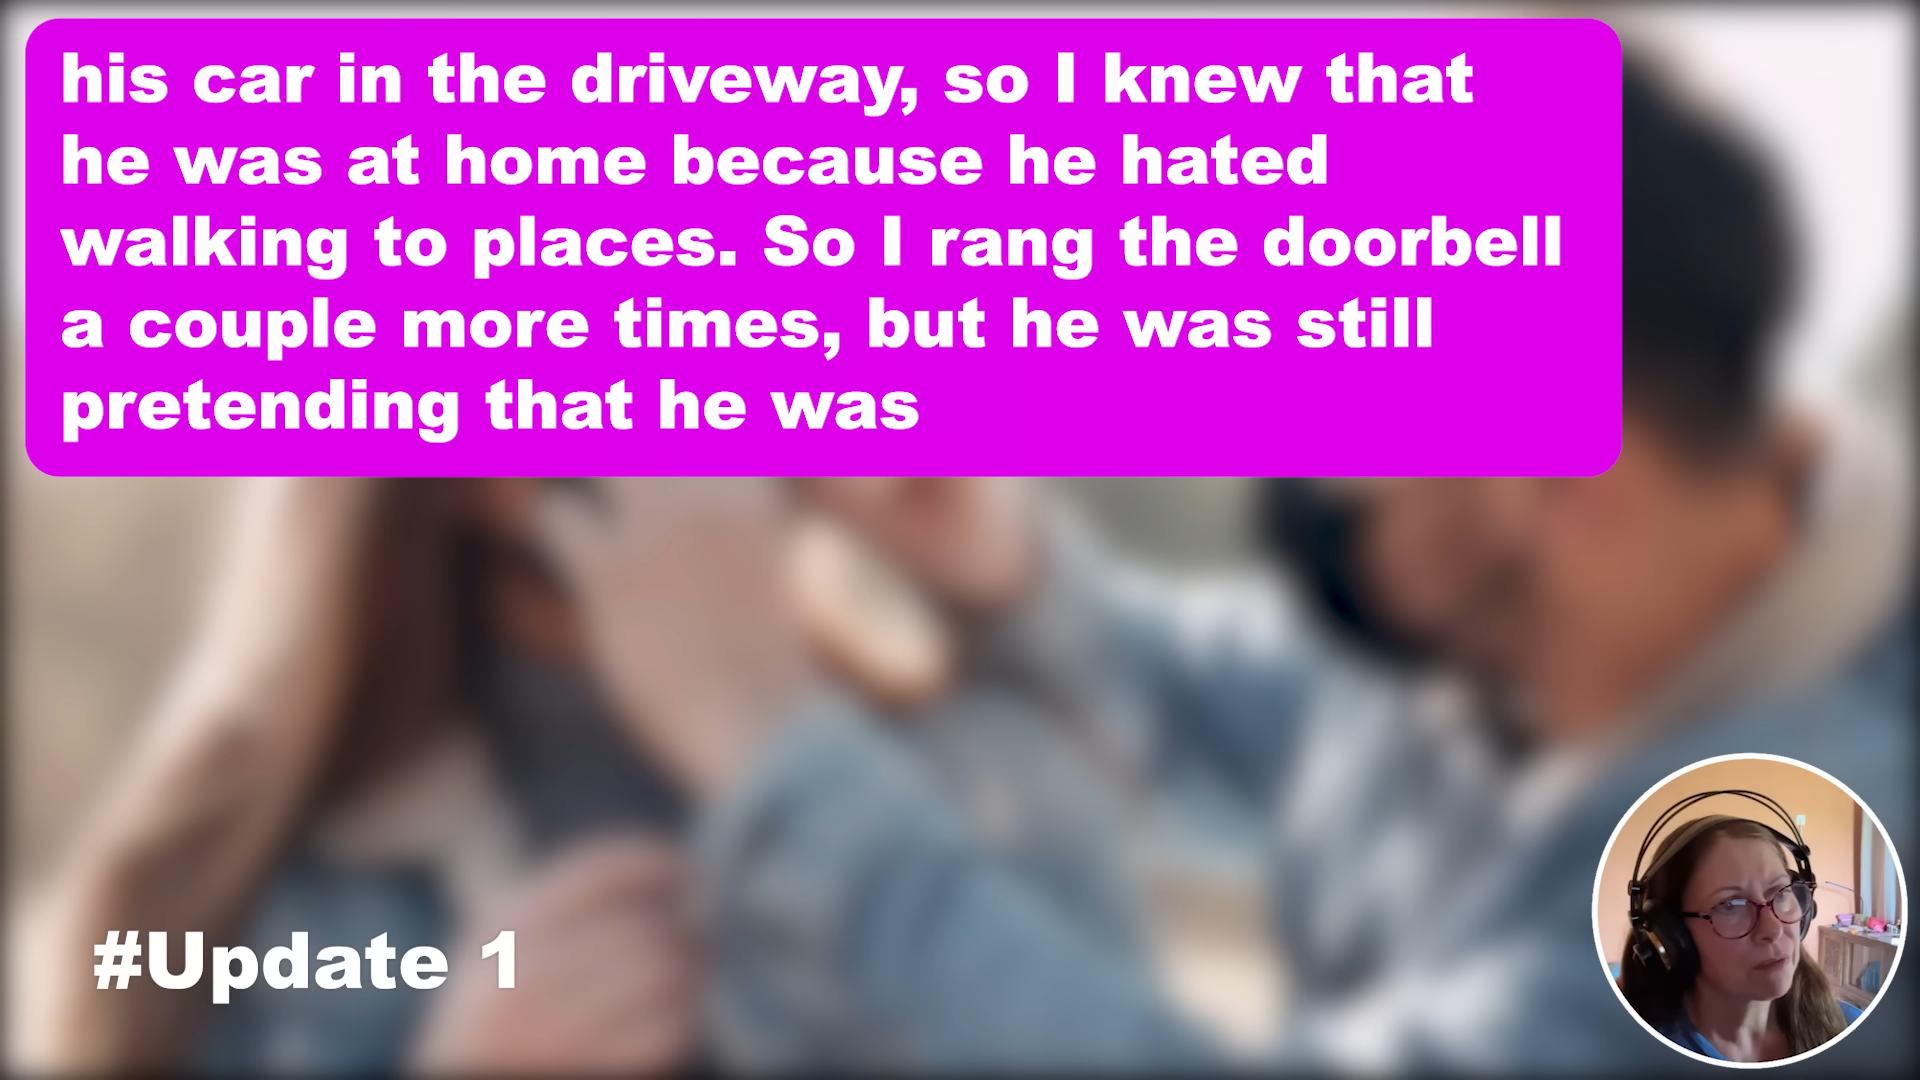 his car in the driveway, so I knew that
he was at home because he hated
walking to places. So I rang the doorbell
a couple more times, but he was still
pretending that he was
#Update 1